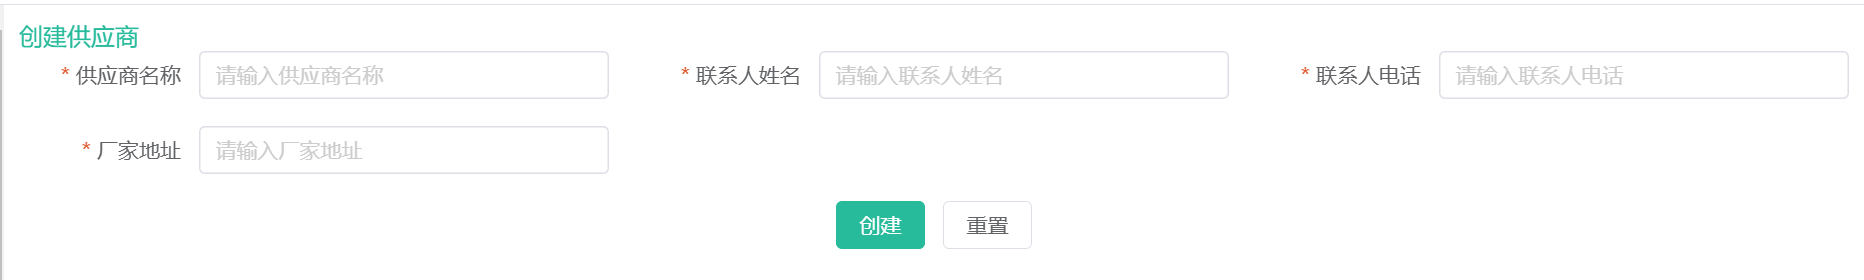 创建供应商
* 供应商名称 请输入供应商名称 * 联系人姓名 请输入联系人姓名 * 联系人电话 请输入联系人电话
* 厂家地址 请输入厂家地址
创建 重置